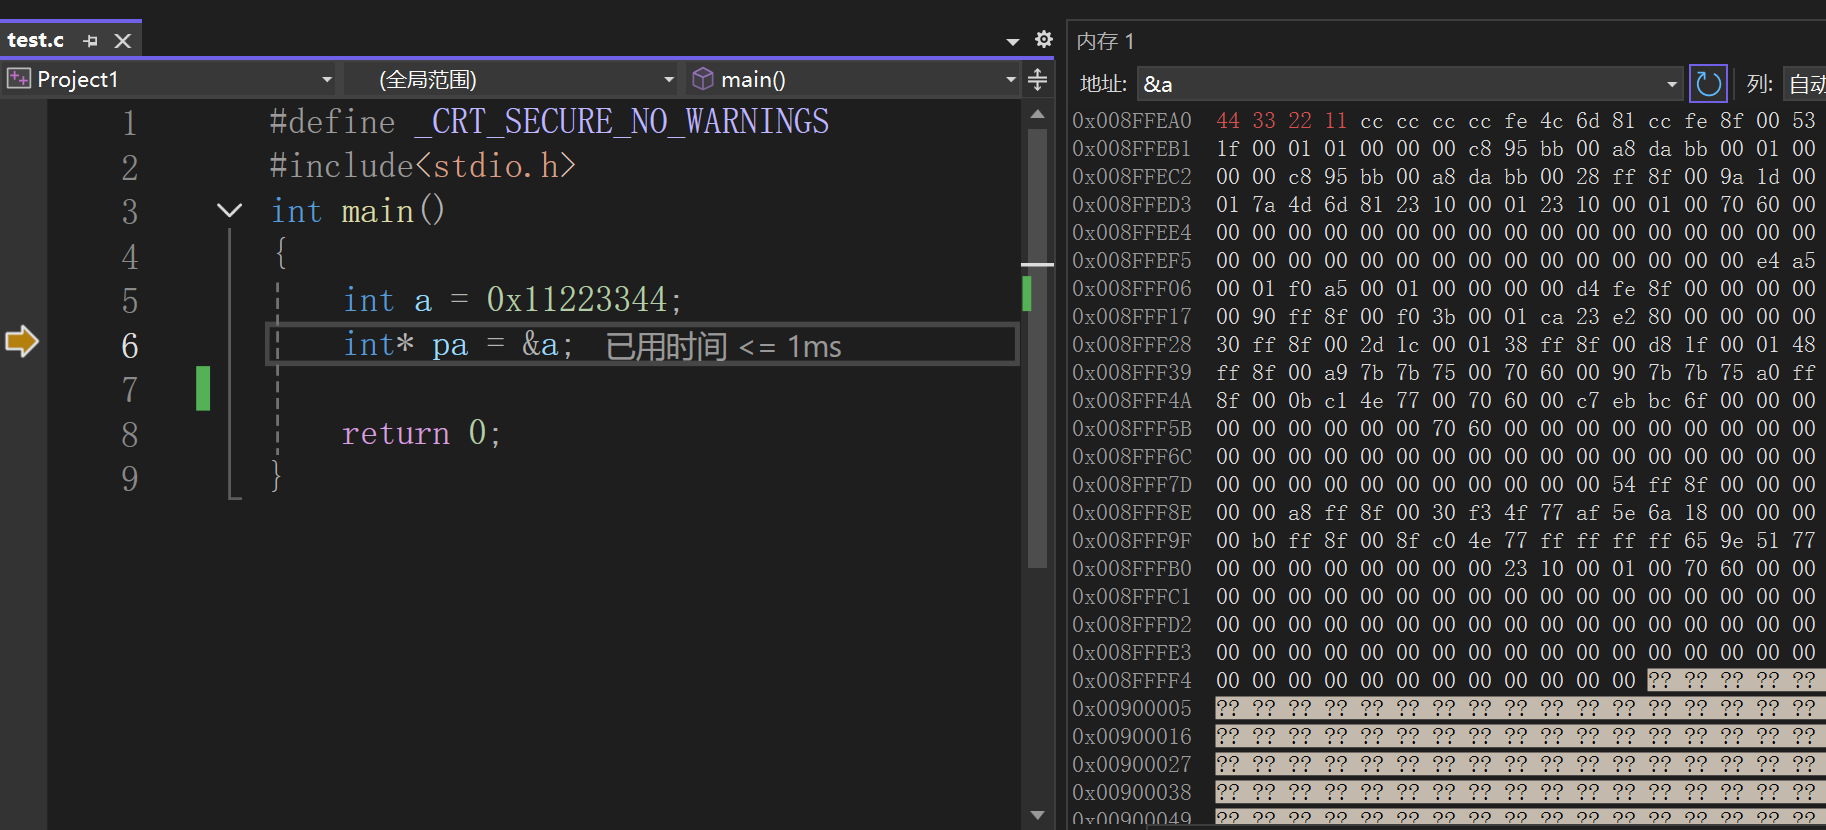 test.c
Project1
(全局范围)
main()
1 #define _CRT_SECURE_NO_WARNINGS
2 #include<stdio.h>
3 int main()
4 {
5 int a = 0x11223344;
6 int* pa = &a; 已用时间 <= 1ms
7
8 return 0;
9 }
内存 1
地址: &a 列: 自动
0x008FFEA0 44 33 22 11 cc cc cc cc fe 4c 6d 81 cc fe 8f 00 53
0x008FFEB1 1f 00 01 01 00 00 00 c8 95 bb 00 a8 da bb 00 01 00
0x008FFEC2 00 00 c8 95 bb 00 a8 da bb 00 28 ff 8f 00 9a 1d 00
0x008FFED3 01 7a 4d 6d 81 23 10 00 01 23 10 00 01 00 70 60 00
0x008FFEE4 00 00 00 00 00 00 00 00 00 00 00 00 00 00 00 00 00
0x008FFEF5 00 00 00 00 00 00 00 00 00 00 00 00 00 00 00 e4 a5
0x008FFF06 00 01 f0 a5 00 01 00 00 00 00 d4 fe 8f 00 00 00 00
0x008FFF17 00 90 ff 8f 00 f0 3b 00 01 ca 23 e2 80 00 00 00 00
0x008FFF28 30 ff 8f 00 2d 1c 00 01 38 ff 8f 00 d8 1f 00 01 48
0x008FFF39 ff 8f 00 a9 7b 7b 75 00 70 60 00 90 7b 7b 75 a0 ff
0x008FFF4A 8f 00 0b c1 4e 77 00 70 60 00 c7 eb bc 6f 00 00 00
0x008FFF5B 00 00 00 00 00 00 70 60 00 00 00 00 00 00 00 00 00
0x008FFF6C 00 00 00 00 00 00 00 00 00 00 00 00 00 00 00 00 00
0x008FFF7D 00 00 00 00 00 00 00 00 00 00 00 54 ff 8f 00 00 00
0x008FFF8E 00 00 a8 ff 8f 00 30 f3 4f 77 af 5e 6a 18 00 00 00
0x008FFF9F 00 b0 ff 8f 00 8f c0 4e 77 ff ff ff ff 65 9e 51 77
0x008FFFB0 00 00 00 00 00 00 00 00 23 10 00 01 00 70 60 00 00
0x008FFFC1 00 00 00 00 00 00 00 00 00 00 00 00 00 00 00 00 00
0x008FFFD2 00 00 00 00 00 00 00 00 00 00 00 00 00 00 00 00 00
0x008FFFE3 00 00 00 00 00 00 00 00 00 00 00 00 00 00 00 00 00
0x008FFFF4 00 00 00 00 00 00 00 00 00 00 00 00 ?? ?? ?? ?? ??
0x00900005 ?? ?? ?? ?? ?? ?? ?? ?? ?? ?? ?? ?? ?? ?? ?? ?? ??
0x00900016 ?? ?? ?? ?? ?? ?? ?? ?? ?? ?? ?? ?? ?? ?? ?? ?? ??
0x00900027 ?? ?? ?? ?? ?? ?? ?? ?? ?? ?? ?? ?? ?? ?? ?? ?? ??
0x00900038 ?? ?? ?? ?? ?? ?? ?? ?? ?? ?? ?? ?? ?? ?? ?? ?? ??
0x00900049 ?? ?? ?? ?? ?? ?? ?? ?? ?? ?? ?? ?? ?? ?? ?? ?? ??